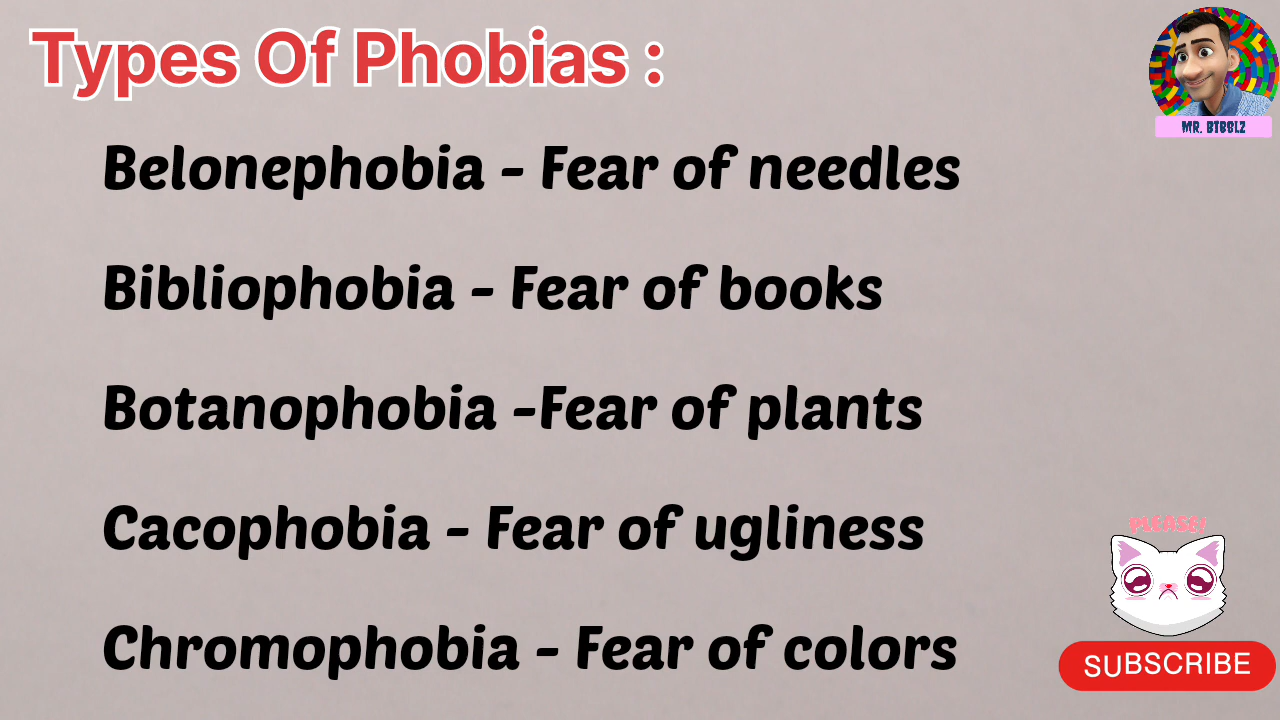 Types Of Phobias :
MR. BIBBLZ
Belonephobia - Fear of needles
Bibliophobia - Fear of books
Botanophobia -Fear of plants
Cacophobia - Fear of ugliness
PLEASE!
Chromophobia - Fear of colors
SUBSCRIBE